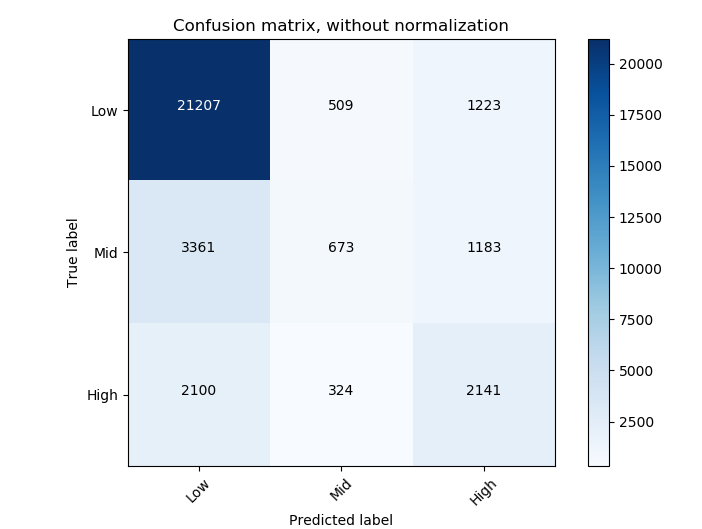 Confusion matrix, without normalization
Low 21207 509 1223
Mid 3361 673 1183
High 2100 324 2141
Low Mid High
True label
Predicted label
20000
17500
15000
12500
10000
7500
5000
2500